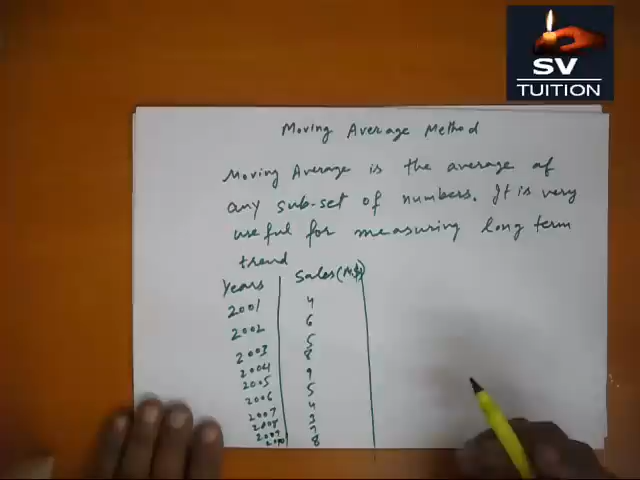 SV
TUITION
Moving Average Method
Moving Average is the average of
any sub-set of numbers. It is very
useful for measuring long term
trend
Years Sales (M$)
2001 4
2002 6
2003 5
2004 8
2005 9
2006 5
2007 4
2008 3
2009 7
2010 8